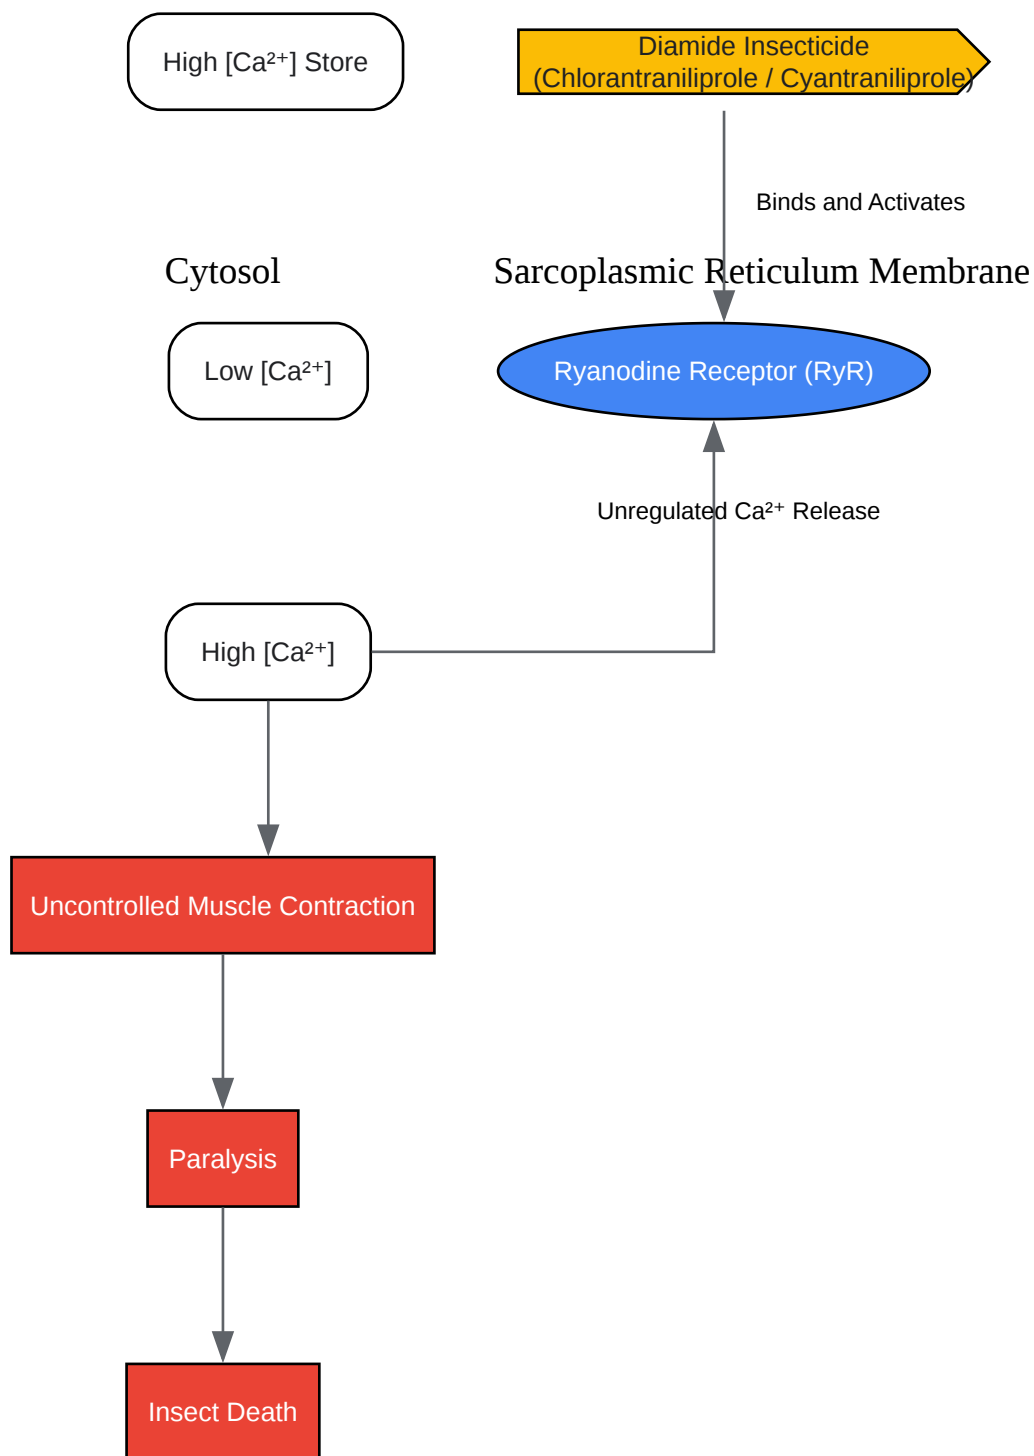 High [Ca²⁺] Store
Diamide Insecticide
(Chlorantraniliprole / Cyantraniliprole)
Binds and Activates
Cytosol
Sarcoplasmic Reticulum Membrane
Low [Ca²⁺]
Ryanodine Receptor (RyR)
Unregulated Ca²⁺ Release
High [Ca²⁺]
Uncontrolled Muscle Contraction
Paralysis
Insect Death